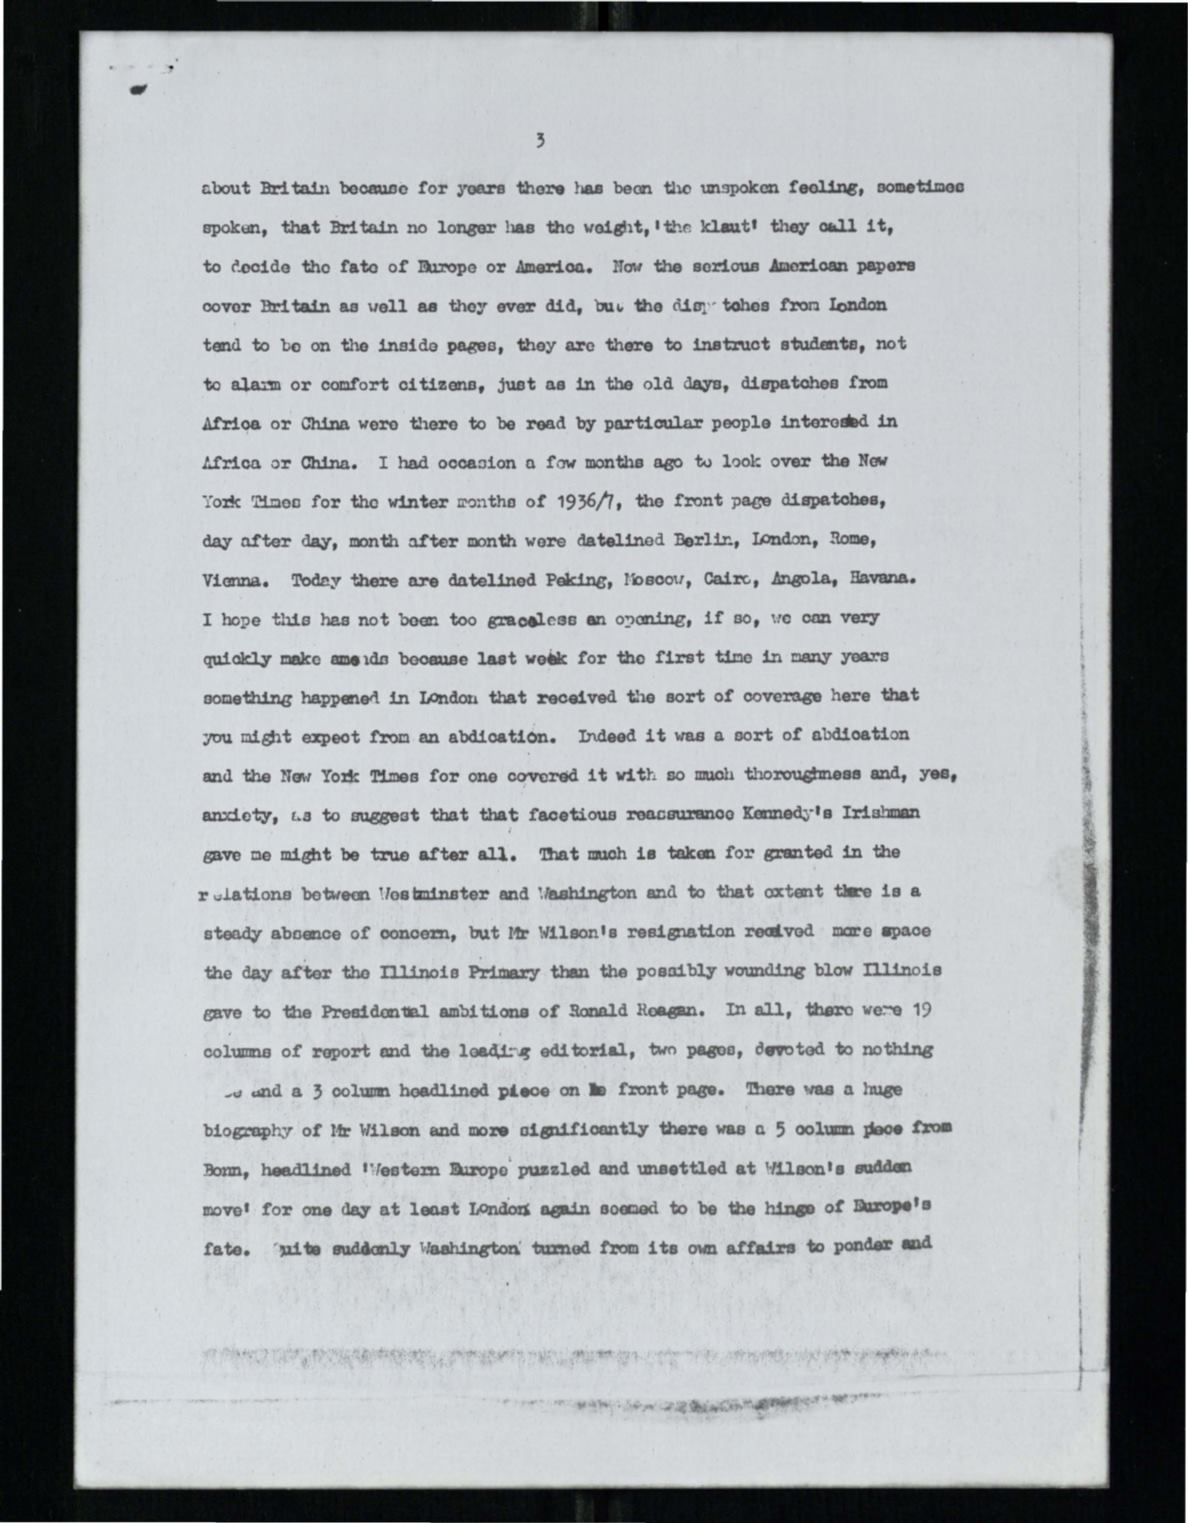 3
about Britain because for years there has been the unspoken feeling, sometimes
spoken, that Britain no longer has the weight, 'the klaut' they call it,
to decide the fate of Europe or America. Now the serious American papers
cover Britain as well as they ever did, but the disp tches from London
tend to be on the inside pages, they are there to instruct students, not
to alarm or comfort citizens, just as in the old days, dispatches from
Africa or China were there to be read by particular people interested in
Africa or China. I had occasion a few months ago to look over the New
York Times for the winter months of 1936/7, the front page dispatches,
day after day, month after month were datelined Berlin, London, Rome,
Vienna. Today there are datelined Peking, Moscow, Cairo, Angola, Havana.
I hope this has not been too graceless an opening, if so, we can very
quickly make amends because last week for the first time in many years
something happened in London that received the sort of coverage here that
you might expect from an abdication. Indeed it was a sort of abdication
and the New York Times for one covered it with so much thoroughness and, yes,
anxiety, as to suggest that that facetious reassurance Kennedy's Irishman
gave me might be true after all. That much is taken for granted in the
relations between Westminster and Washington and to that extent there is a
steady absence of concern, but Mr Wilson's resignation received more space
the day after the Illinois Primary than the possibly wounding blow Illinois
gave to the Presidential ambitions of Ronald Reagan. In all, there were 19
columns of report and the leading editorial, two pages, devoted to nothing
and a 3 column headlined piece on front page. There was a huge
biography of Mr Wilson and more significantly there was a 5 column piece from
Bonn, headlined 'Western Europe puzzled and unsettled at Wilson's sudden
move' for one day at least London again seemed to be the hinge of Europe's
fate. Quite suddenly Washington turned from its own affairs to ponder and